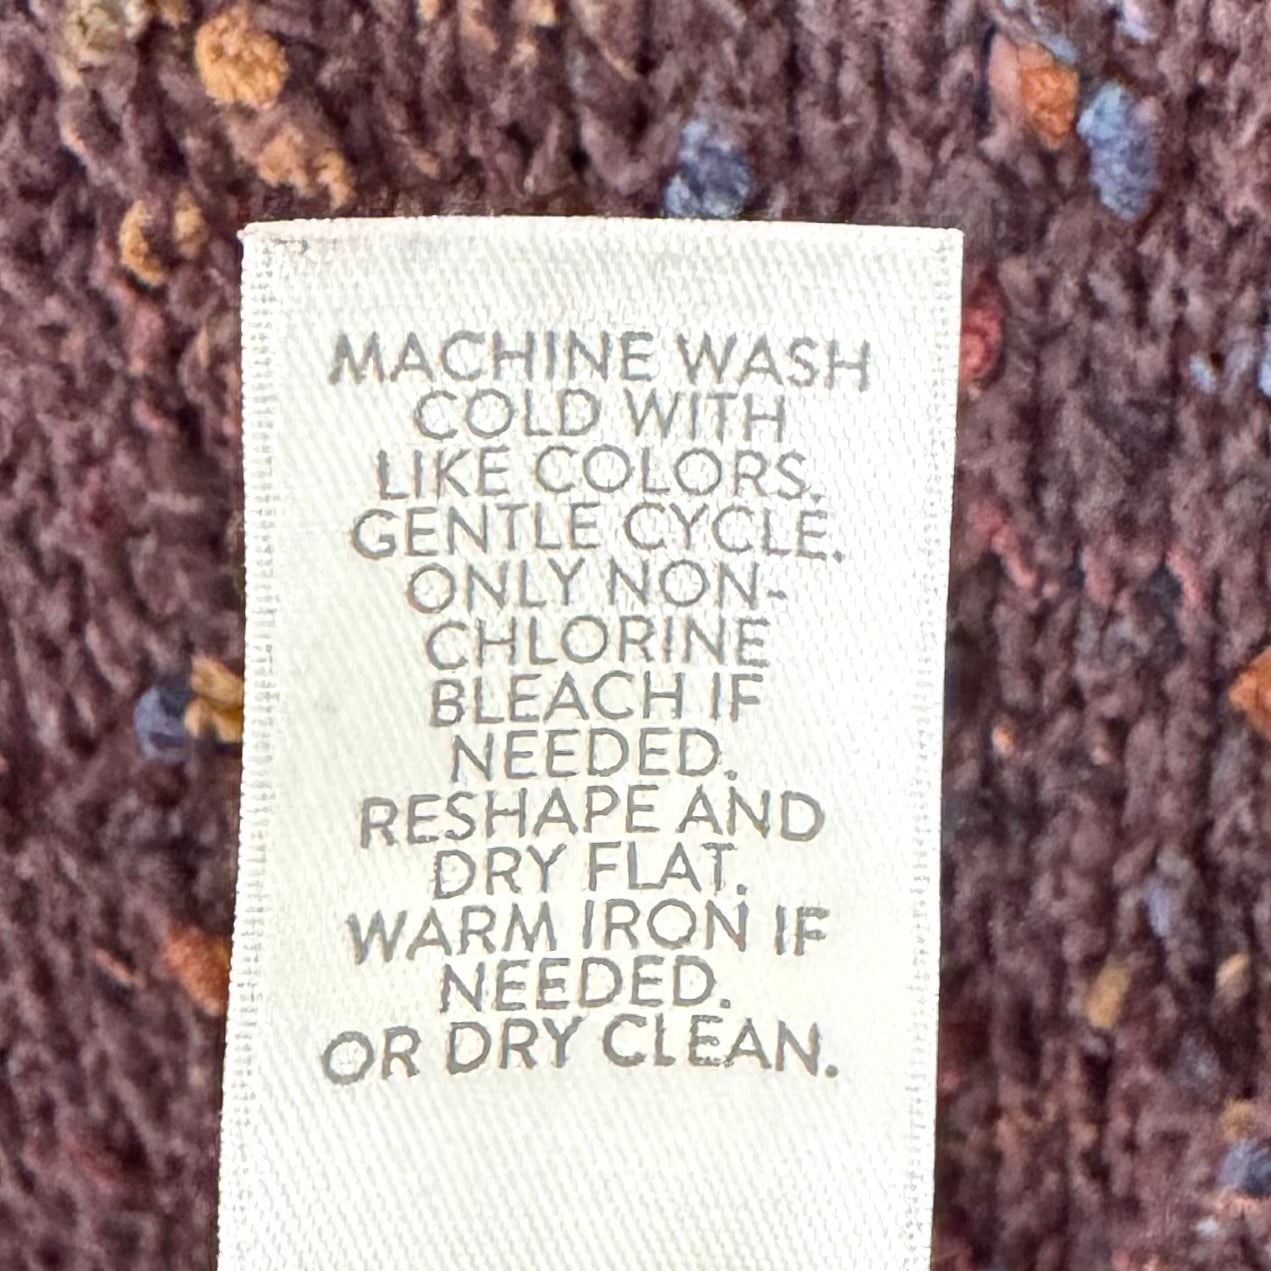 MACHINE WASH
COLD WITH
LIKE COLORS.
GENTLE CYCLE.
ONLY NON-
CHLORINE
BLEACH IF
NEEDED.
RESHAPE AND
DRY FLAT.
WARM IRON IF
NEEDED.
OR DRY CLEAN.